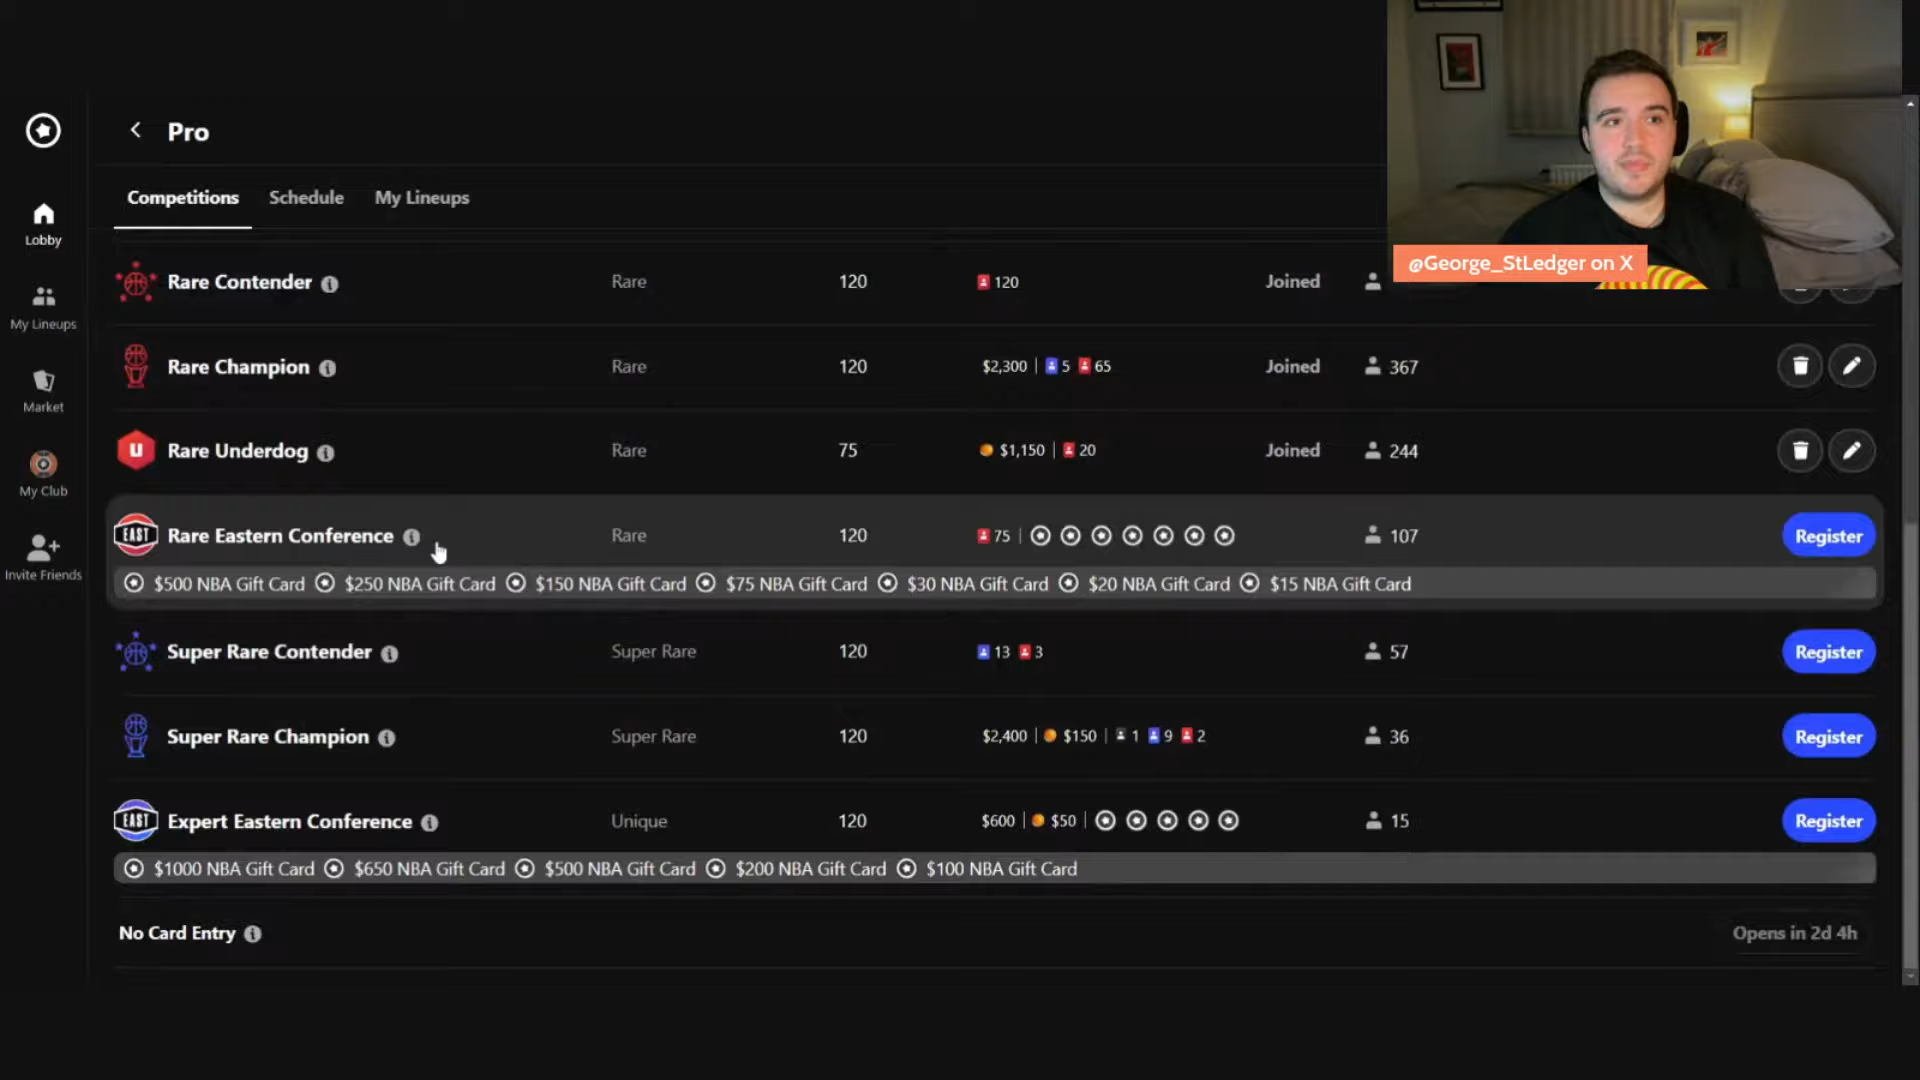 Pro
Competitions Schedule My Lineups
Lobby
My Lineups
Market
My Club
Invite Friends
@George_StLedger on X
Rare Contender Rare 120 120 Joined
Rare Champion Rare 120 $2,300 | 5 65 Joined 367
U Rare Underdog Rare 75 $1,150 | 20 Joined 244
EAST Rare Eastern Conference Rare 120 75 | 107 Register
$500 NBA Gift Card $250 NBA Gift Card $150 NBA Gift Card $75 NBA Gift Card $30 NBA Gift Card $20 NBA Gift Card $15 NBA Gift Card
Super Rare Contender Super Rare 120 13 3 57 Register
Super Rare Champion Super Rare 120 $2,400 | $150 | 1 9 2 36 Register
EAST Expert Eastern Conference Unique 120 $600 | $50 | 15 Register
$1000 NBA Gift Card $650 NBA Gift Card $500 NBA Gift Card $200 NBA Gift Card $100 NBA Gift Card
No Card Entry Opens in 2d 4h